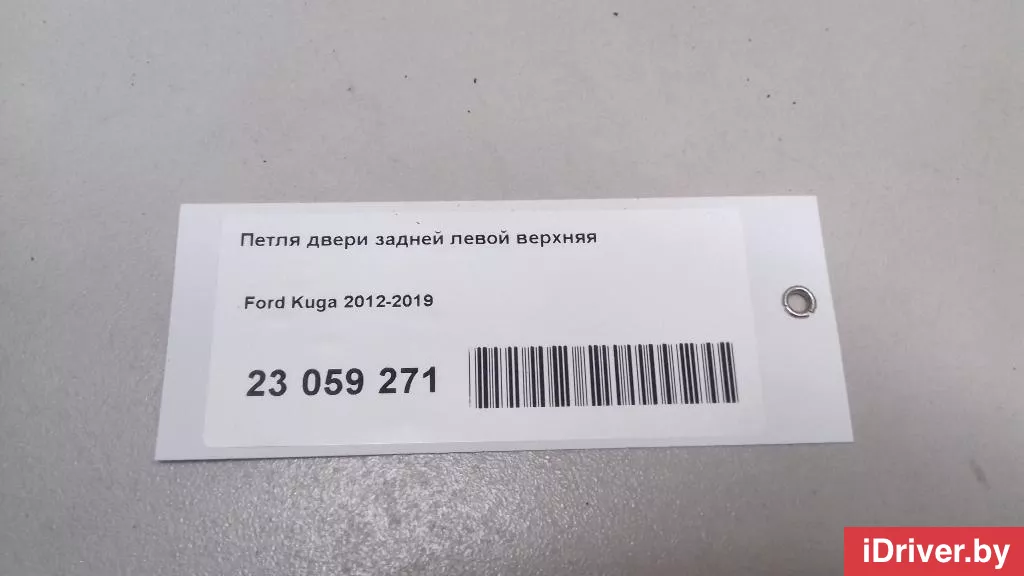 Петля двери задней левой верхняя
Ford Kuga 2012-2019
23 059 271
iDriver.by